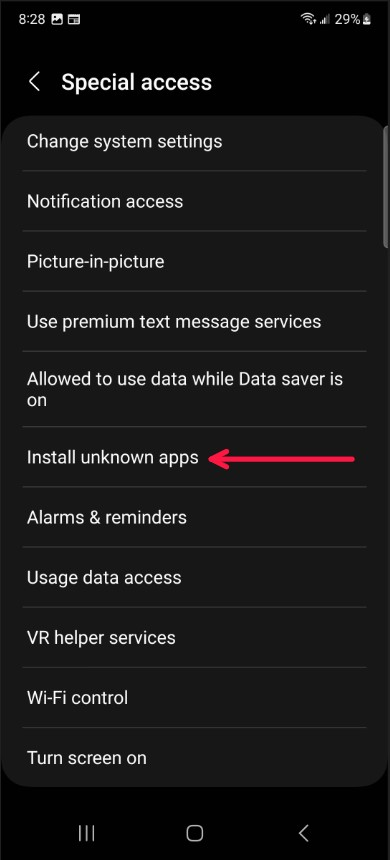 8:28 29%
Special access
Change system settings
Notification access
Picture-in-picture
Use premium text message services
Allowed to use data while Data saver is
on
Install unknown apps
Alarms & reminders
Usage data access
VR helper services
Wi-Fi control
Turn screen on